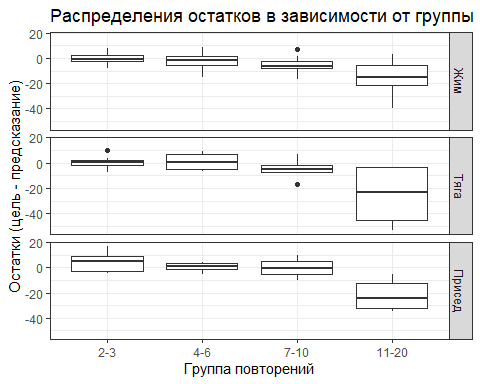 Распределения остатков в зависимости от группы
Остатки (цель - предсказание)
20
0
-20
-40
Жим
20
0
-20
-40
Тяга
20
0
-20
-40
Присед
2-3
4-6
7-10
11-20
Группа повторений